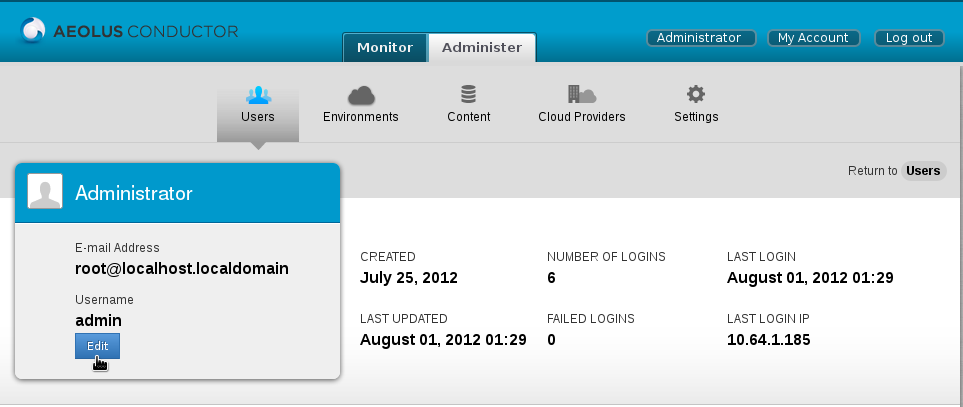 AEOLUS CONDUCTOR
Monitor Administer
Administrator My Account Log out
Users Environments Content Cloud Providers Settings
Return to Users
Administrator
E-mail Address
root@localhost.localdomain
Username
admin
Edit
CREATED NUMBER OF LOGINS LAST LOGIN
July 25, 2012 6 August 01, 2012 01:29
LAST UPDATED FAILED LOGINS LAST LOGIN IP
August 01, 2012 01:29 0 10.64.1.185